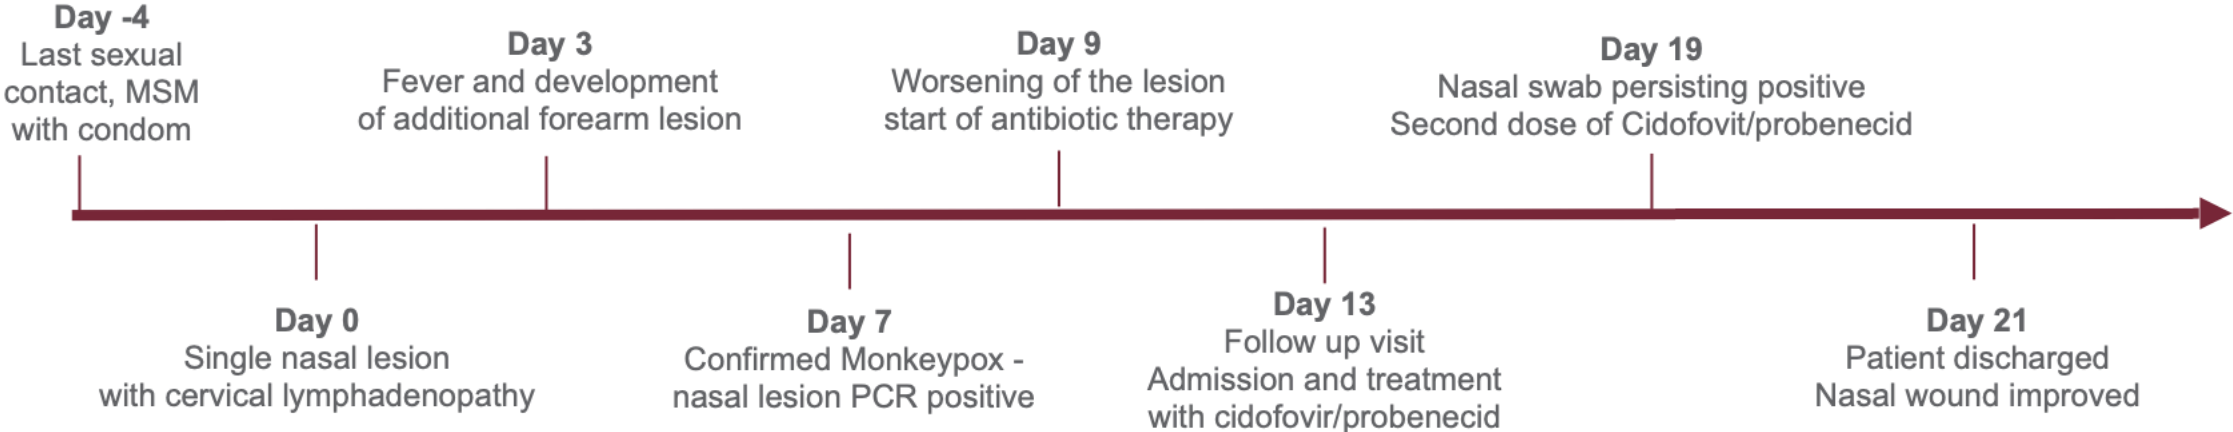 Day -4
Last sexual
contact, MSM
with condom
Day 0
Single nasal lesion
with cervical lymphadenopathy
Day 3
Fever and development
of additional forearm lesion
Day 7
Confirmed Monkeypox -
nasal lesion PCR positive
Day 9
Worsening of the lesion
start of antibiotic therapy
Day 13
Follow up visit
Admission and treatment
with cidofovir/probenecid
Day 19
Nasal swab persisting positive
Second dose of Cidofovit/probenecid
Day 21
Patient discharged
Nasal wound improved